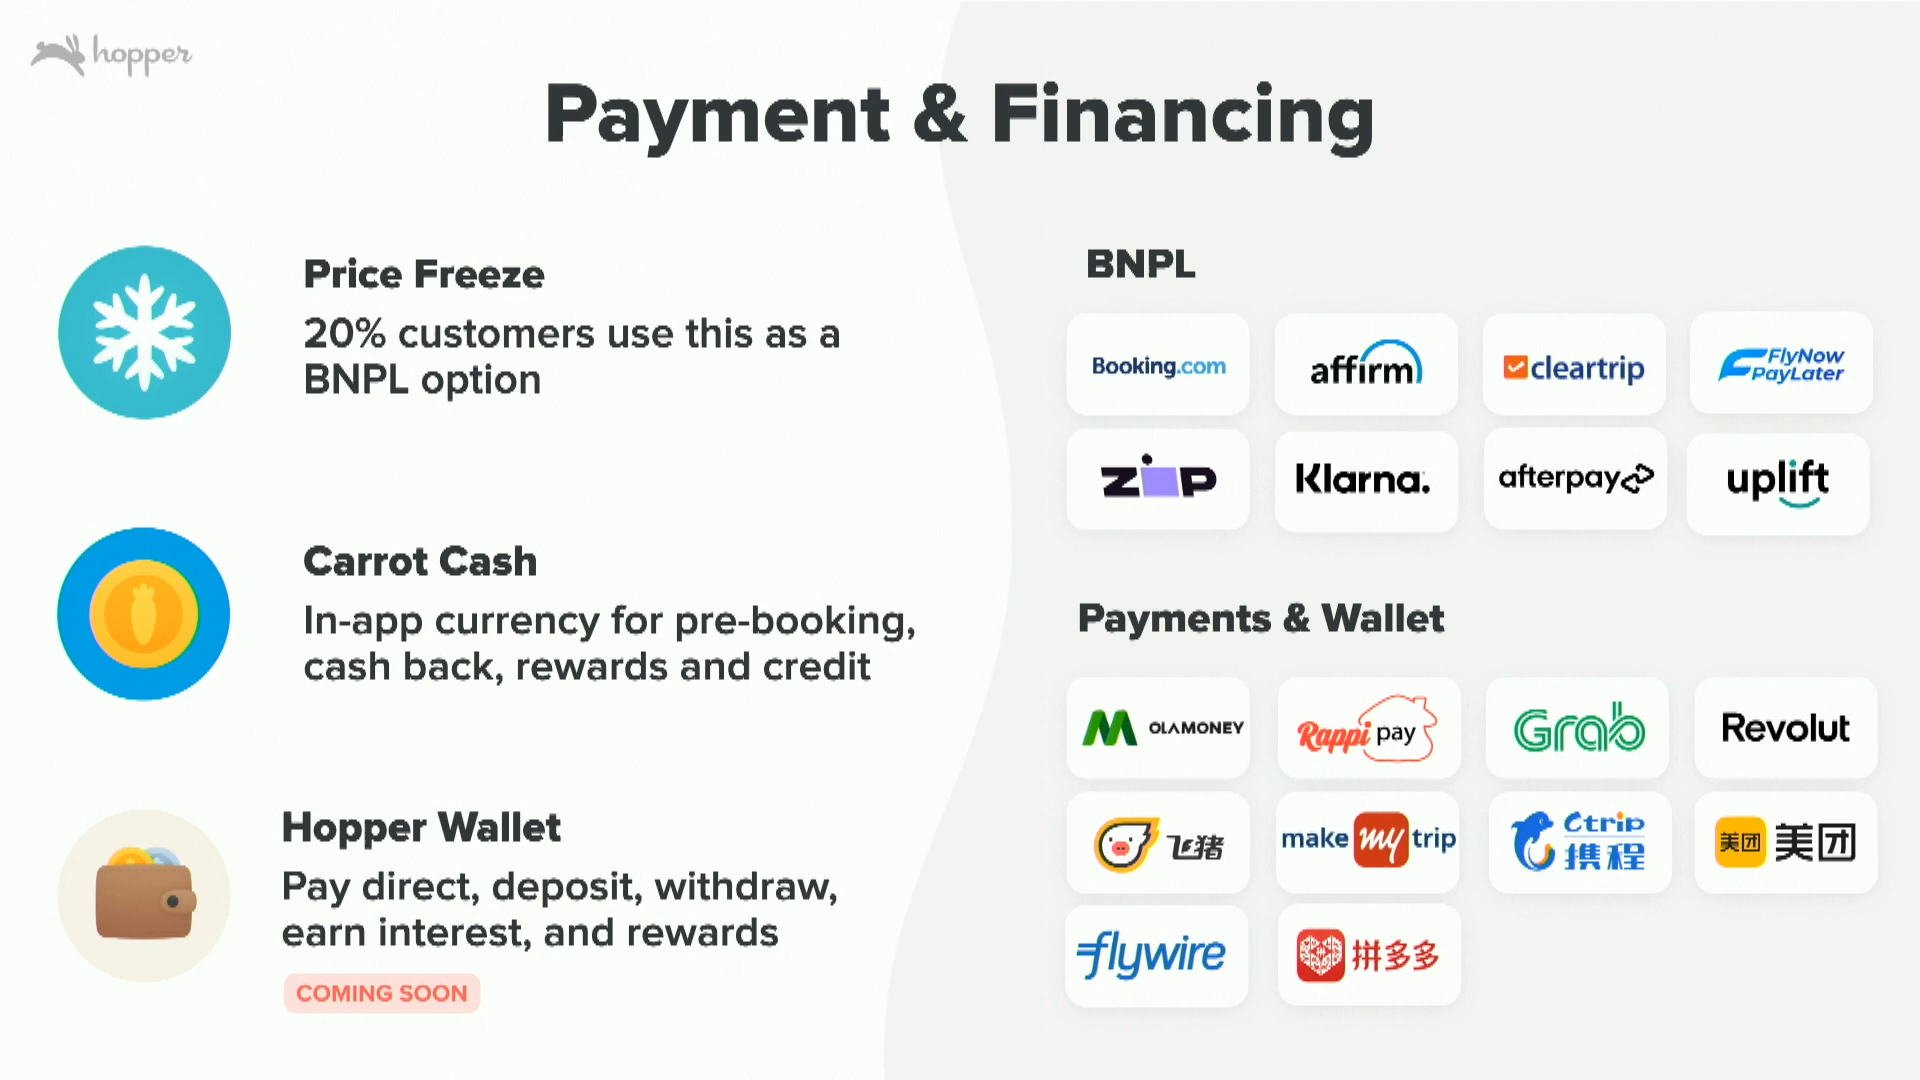 hopper
Payment & Financing
Price Freeze
20% customers use this as a
BNPL option
Carrot Cash
In-app currency for pre-booking,
cash back, rewards and credit
Hopper Wallet
Pay direct, deposit, withdraw,
earn interest, and rewards
COMING SOON
BNPL
Booking.com
affirm
cleartrip
FlyNow
PayLater
zip
Klarna.
afterpay
uplift
Payments & Wallet
OLAMONEY
Rappi pay
Grab
Revolut
飞猪
make my trip
Ctrip
携程
美团 美团
flywire
拼多多